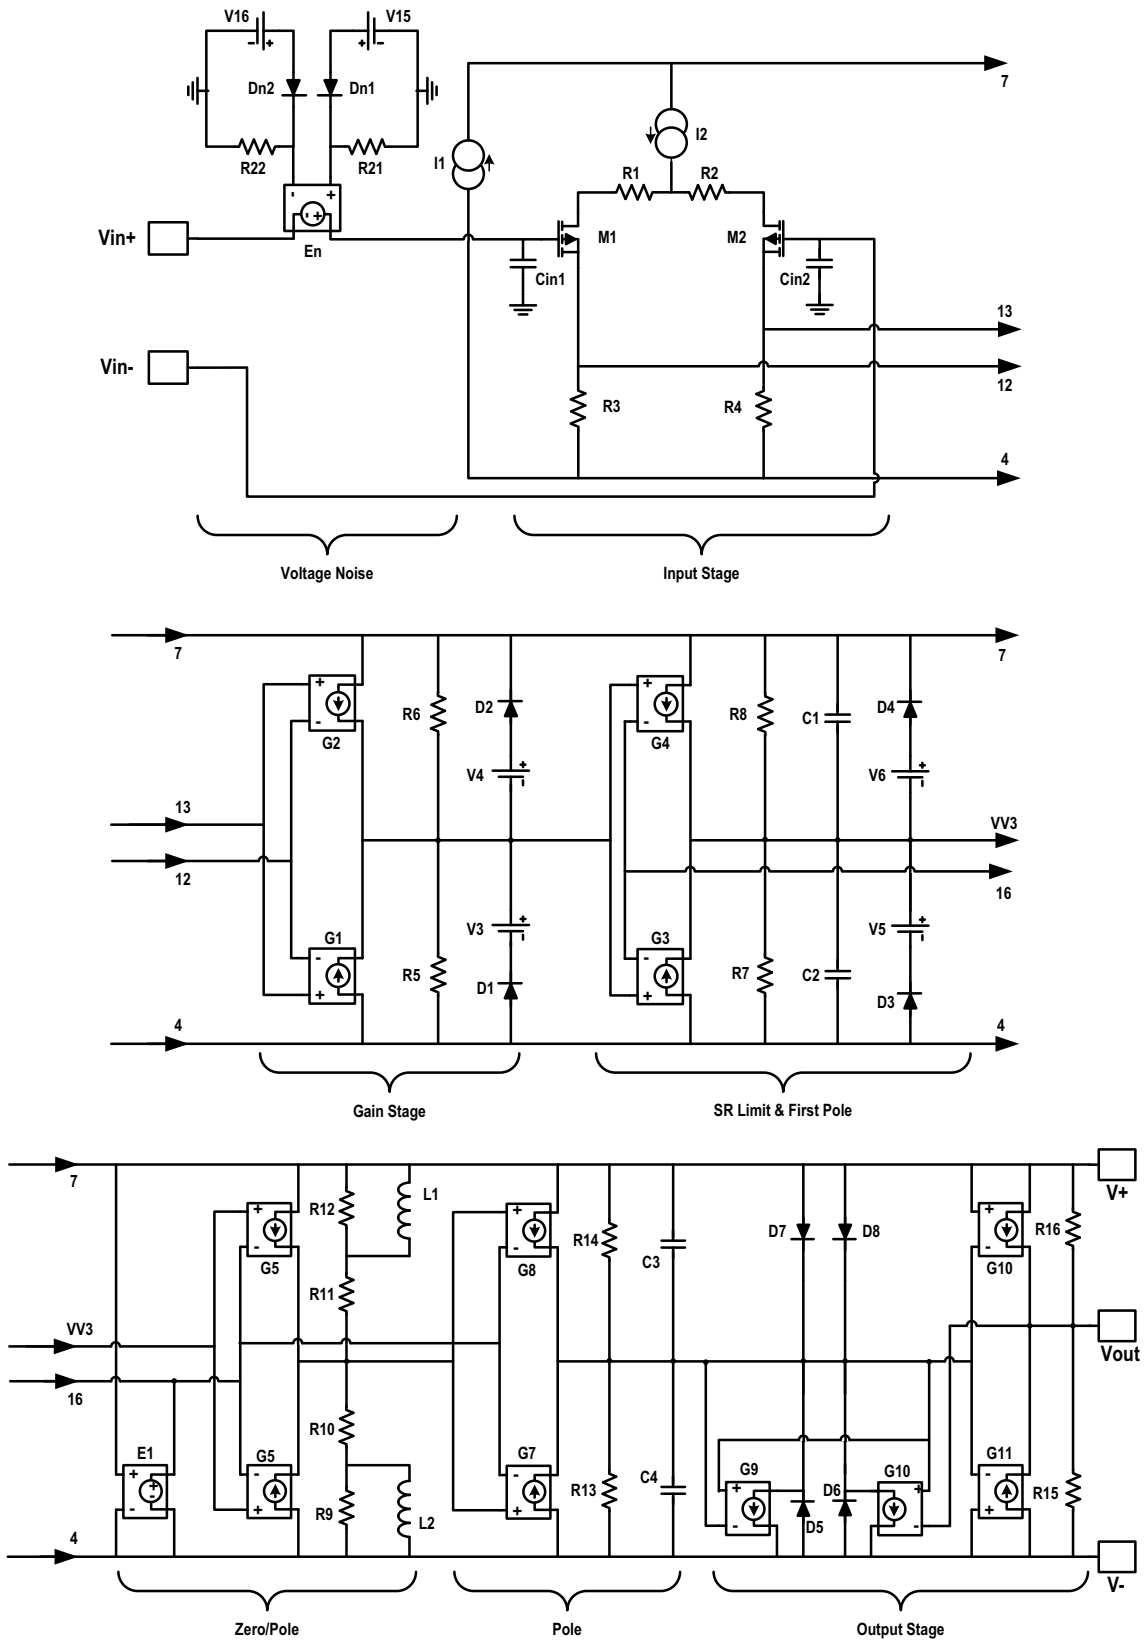 V16
V15
- +
+ -
Dn2
Dn1
R22
R21
- +
- +
En
Vin+
Vin-
I1
I2
7
R1
R2
M1
M2
Cin1
Cin2
13
12
R3
R4
4
Voltage Noise
Input Stage
7
7
+
-
G2
R6
D2
V4
+
-
+
-
G4
R8
C1
D4
V6
+
-
13
12
VV3
16
G1
-
+
R5
V3
+
-
D1
G3
-
+
R7
C2
V5
+
-
D3
4
4
Gain Stage
SR Limit & First Pole
7
V+
+
-
G5
R12
L1
R11
+
-
G8
R14
C3
D7
D8
+
-
G10
R16
VV3
16
Vout
E1
+
-
+
-
G5
-
+
R10
R9
L2
G7
-
+
R13
C4
G9
+
-
D5
D6
G10
+
-
G11
-
+
R15
4
V-
Zero/Pole
Pole
Output Stage